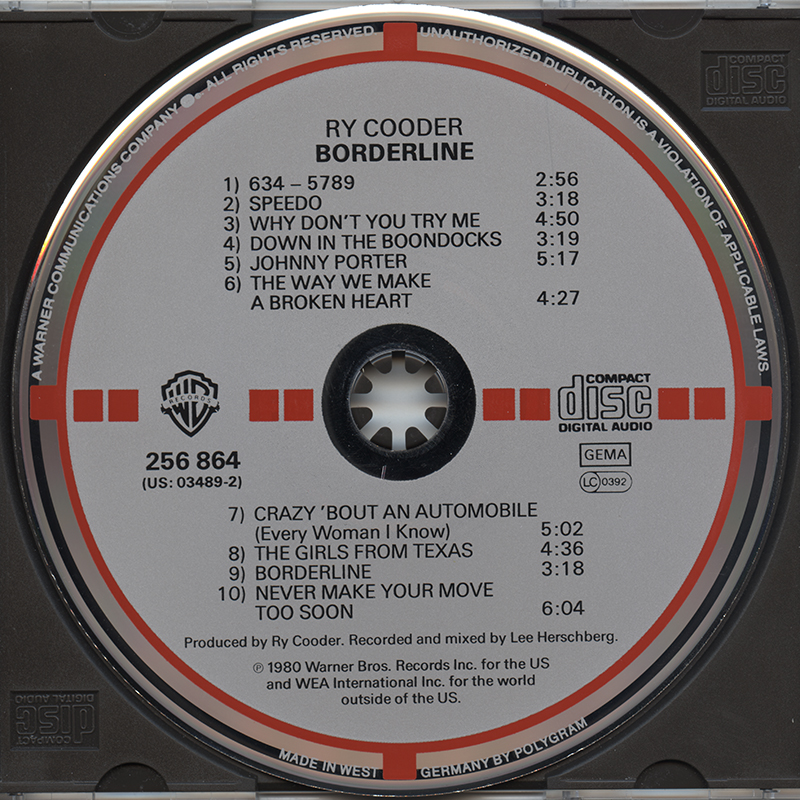 A WARNER COMMUNICATIONS COMPANY ALL RIGHTS RESERVED UNAUTHORIZED DUPLICATION IS A VIOLATION OF APPLICABLE LAWS.
COMPACT
disc
DIGITAL AUDIO
RY COODER
BORDERLINE
1) 634 – 5789 2:56
2) SPEEDO 3:18
3) WHY DON'T YOU TRY ME 4:50
4) DOWN IN THE BOONDOCKS 3:19
5) JOHNNY PORTER 5:17
6) THE WAY WE MAKE
A BROKEN HEART 4:27
WB
RECORDS
COMPACT
disc
DIGITAL AUDIO
256 864
(US: 03489-2)
GEMA
LC 0392
7) CRAZY 'BOUT AN AUTOMOBILE
(Every Woman I Know) 5:02
8) THE GIRLS FROM TEXAS 4:36
9) BORDERLINE 3:18
10) NEVER MAKE YOUR MOVE
TOO SOON 6:04
Produced by Ry Cooder. Recorded and mixed by Lee Herschberg.
℗ 1980 Warner Bros. Records Inc. for the US
and WEA International Inc. for the world
outside of the US.
COMPACT
disc
DIGITAL AUDIO
MADE IN WEST GERMANY BY POLYGRAM